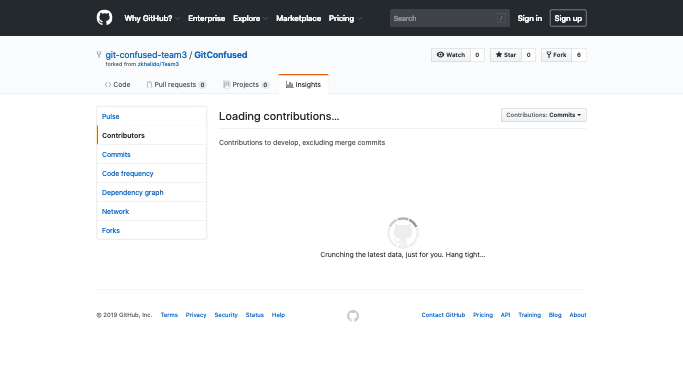 Why GitHub? Enterprise Explore Marketplace Pricing Search / Sign in Sign up
git-confused-team3 / GitConfused
forked from zkhalido/Team3
Watch 0 Star 0 Fork 6
Code Pull requests 0 Projects 0 Insights
Pulse
Contributors
Commits
Code frequency
Dependency graph
Network
Forks
Loading contributions...
Contributions: Commits
Contributions to develop, excluding merge commits
Crunching the latest data, just for you. Hang tight...
© 2019 GitHub, Inc. Terms Privacy Security Status Help
Contact GitHub Pricing API Training Blog About